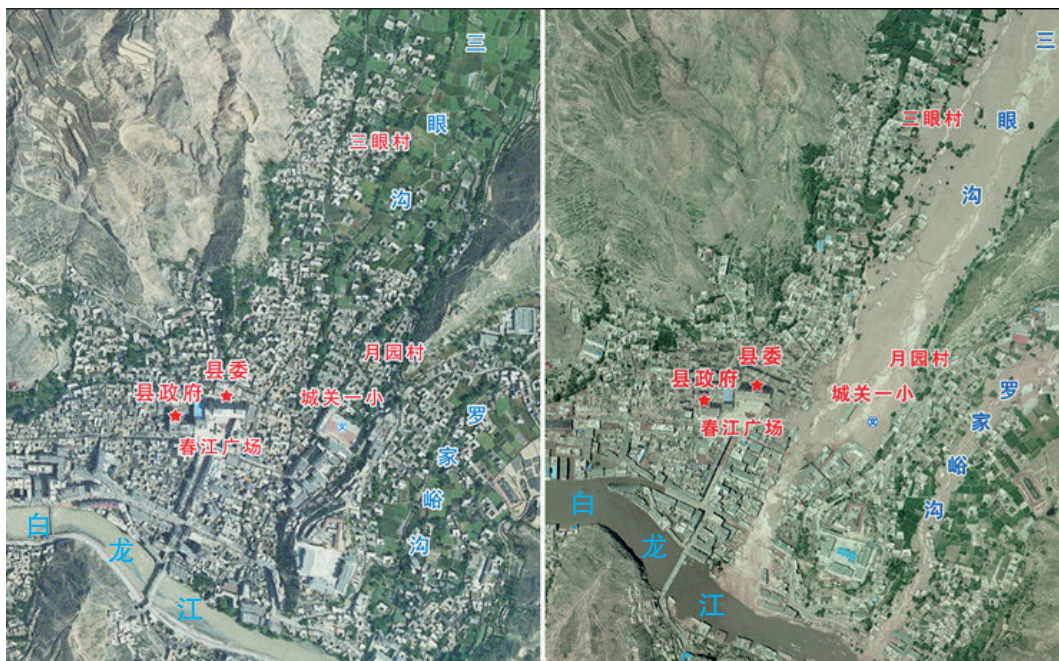 三眼沟
三眼村
月园村
县委
县政府
城关一小
春江广场
罗家峪沟
白龙江
三眼沟
三眼村
月园村
县委
县政府
城关一小
春江广场
罗家峪沟
白龙江